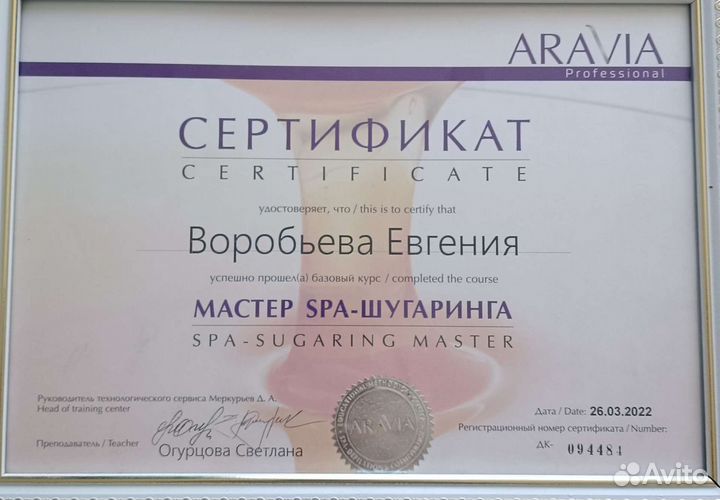 ARAVIA
Professional
СЕРТИФИКАТ
CERTIFICATE
удостоверяет, что / this is to certify that
Воробьева Евгения
успешно прошел(а) базовый курс / completed the course
МАСТЕР SPA-ШУГАРИНГА
SPA-SUGARING MASTER
Руководитель технологического сервиса Меркурьев Д. А.
Head of training center
Преподаватель / Teacher
Огурцова Светлана
ARAVIA
Дата / Date: 26.03.2022
Регистрационный номер сертификата / Number:
ДК- 094484
Avito